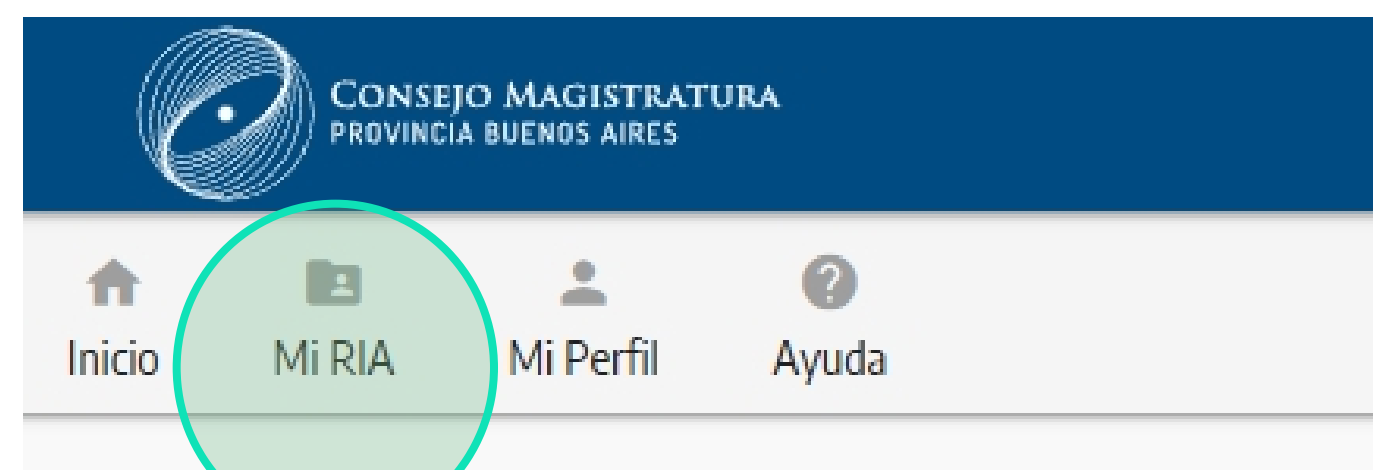 CONSEJO MAGISTRATURA
PROVINCIA BUENOS AIRES
Inicio Mi RIA Mi Perfil Ayuda